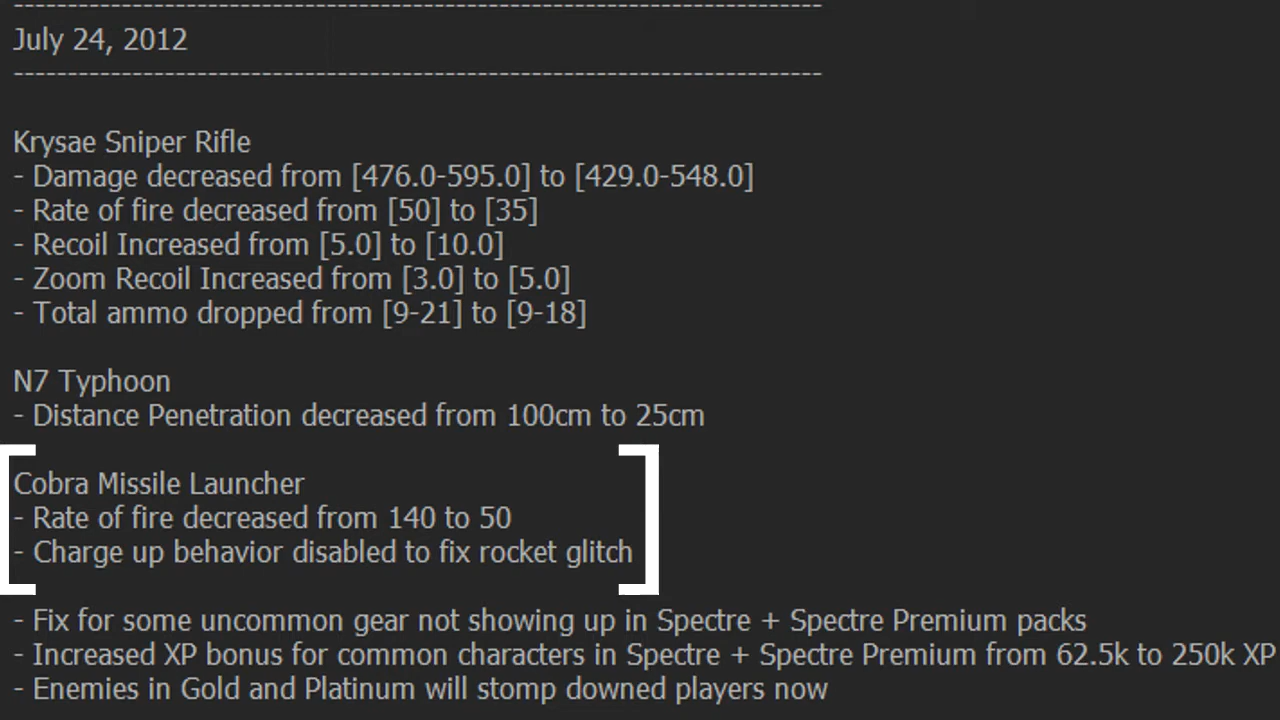 --------------------------------------------------------------------------------
July 24, 2012
--------------------------------------------------------------------------------
Krysae Sniper Rifle
- Damage decreased from [476.0-595.0] to [429.0-548.0]
- Rate of fire decreased from [50] to [35]
- Recoil Increased from [5.0] to [10.0]
- Zoom Recoil Increased from [3.0] to [5.0]
- Total ammo dropped from [9-21] to [9-18]
N7 Typhoon
- Distance Penetration decreased from 100cm to 25cm
Cobra Missile Launcher
- Rate of fire decreased from 140 to 50
- Charge up behavior disabled to fix rocket glitch
- Fix for some uncommon gear not showing up in Spectre + Spectre Premium packs
- Increased XP bonus for common characters in Spectre + Spectre Premium from 62.5k to 250k XP
- Enemies in Gold and Platinum will stomp downed players now